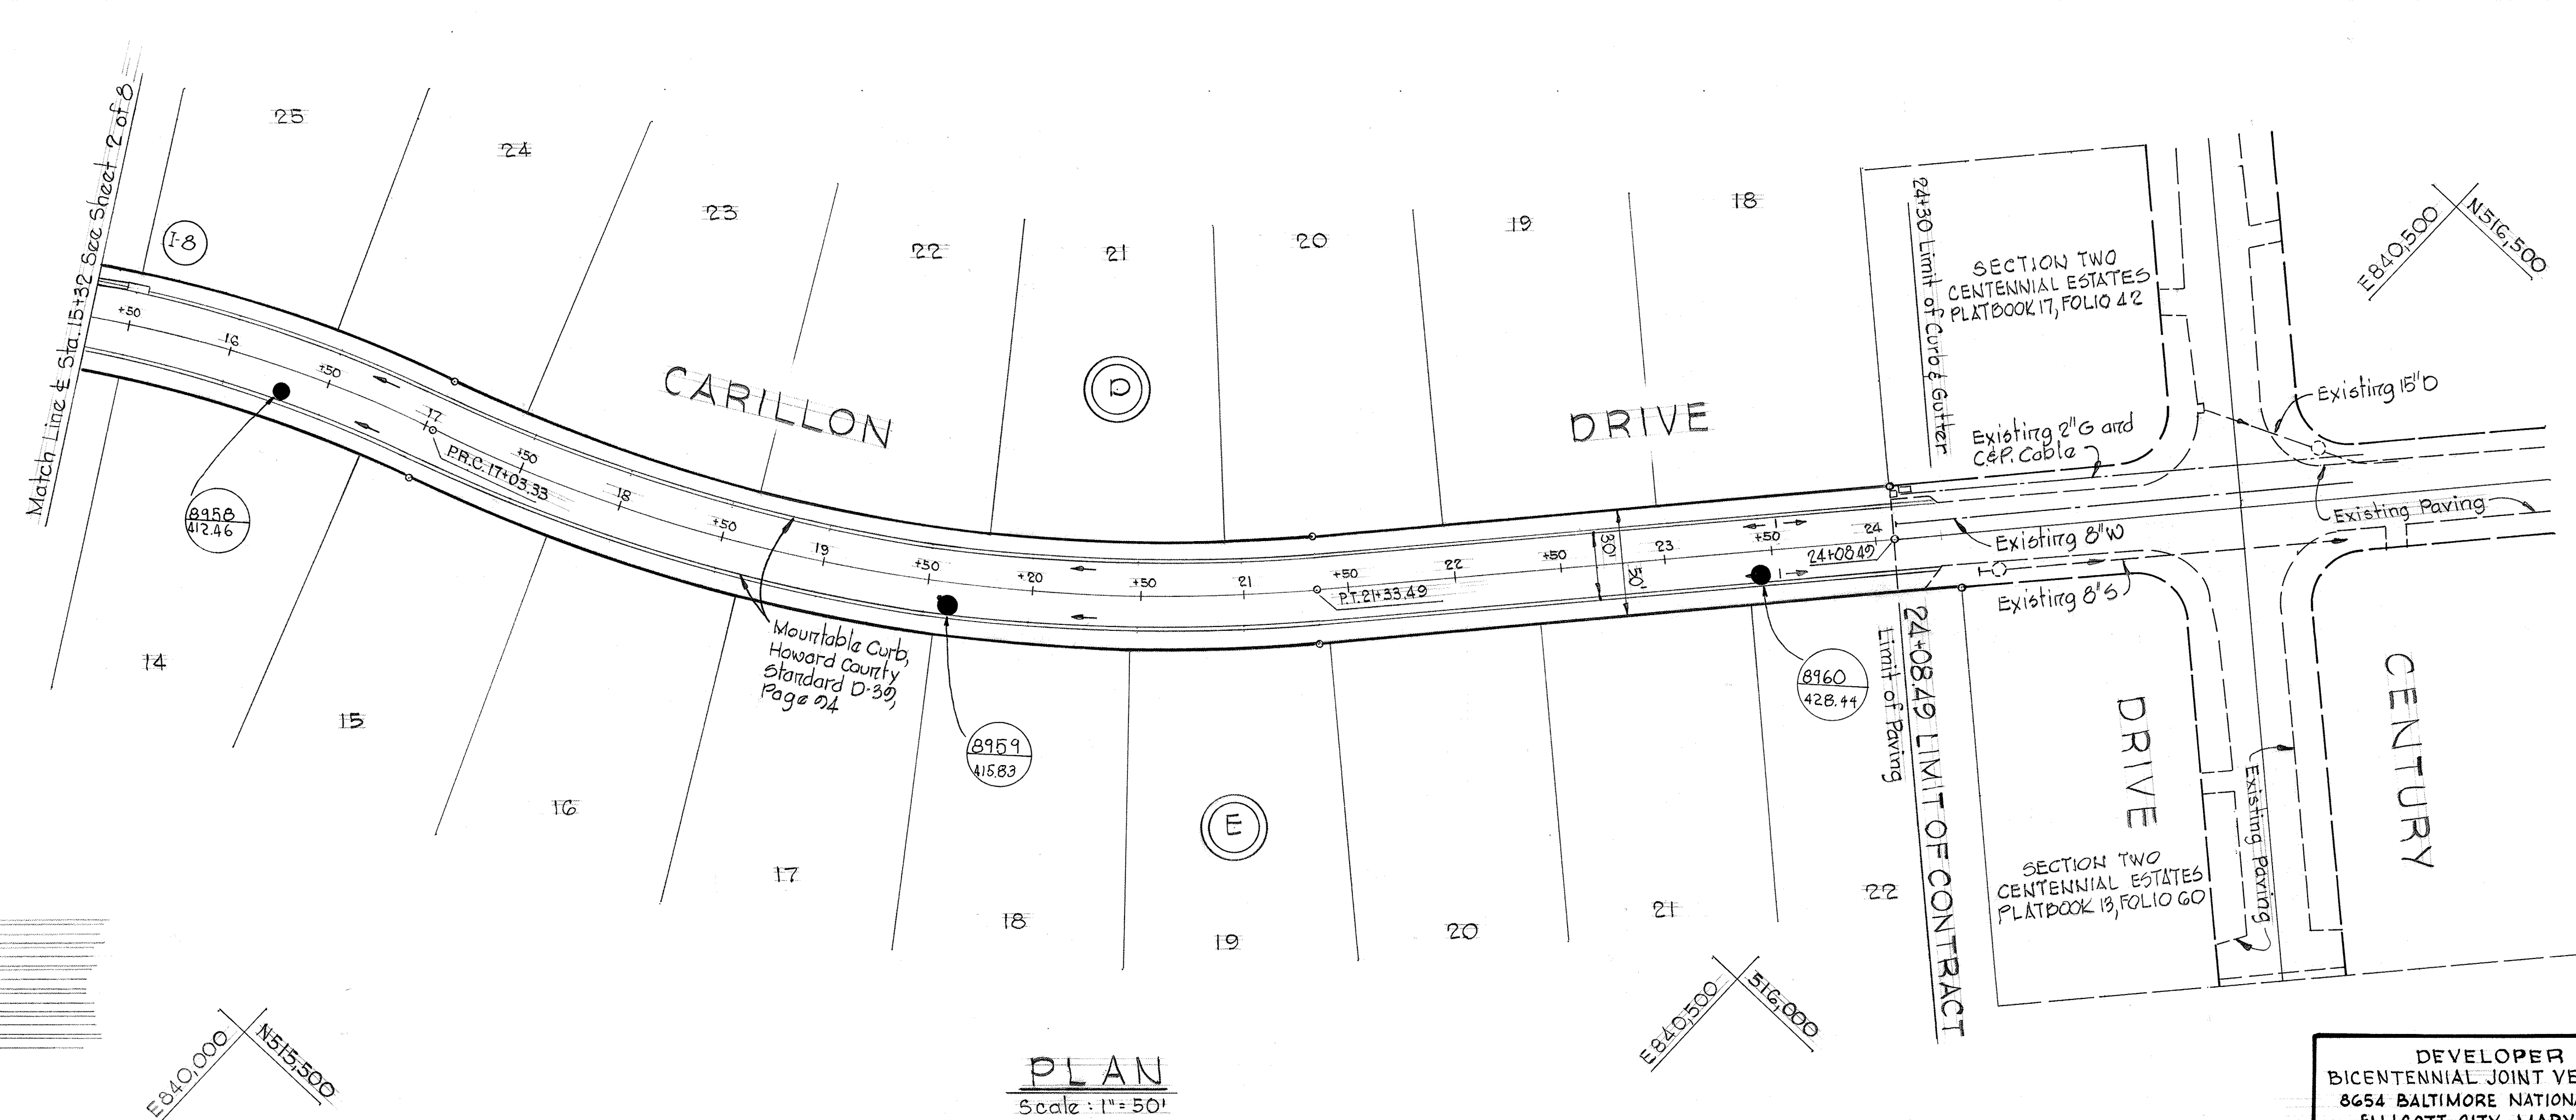 Match Line ⅊ Sta. 15+32 See Sheet 2 of 8
25
24
23
22
21
20
19
18
I-8
CARILLON
DRIVE
D
24+30 Limit of Curb & Gutter
SECTION TWO
CENTENNIAL ESTATES
PLATBOOK 17, FOLIO 42
E840,500
N516,500
Existing 15"D
Existing 2"G and
C.&P. Cable
Existing Paving
Existing 8"W
Existing 8"S
+50
16
+50
17
P.R.C. 17+03.33
+50
18
+50
19
+50
+20
+50
21
+50
P.T. 21+33.49
22
+50
23
+50
24
24+08.49
30'
50'
8958
412.46
8959
415.83
8960
428.44
Mountable Curb,
Howard County
Standard D-39,
Page 94
Limit of Paving
24+08.49 LIMIT OF CONTRACT
14
15
16
17
18
19
20
21
22
E
DRIVE
CENTURY
Existing Paving
SECTION TWO
CENTENNIAL ESTATES
PLATBOOK 13, FOLIO 60
E840,000
N515,500
E840,500
516,000
PLAN
Scale : 1"=50'
DEVELOPER
BICENTENNIAL JOINT VE
8654 BALTIMORE NATION